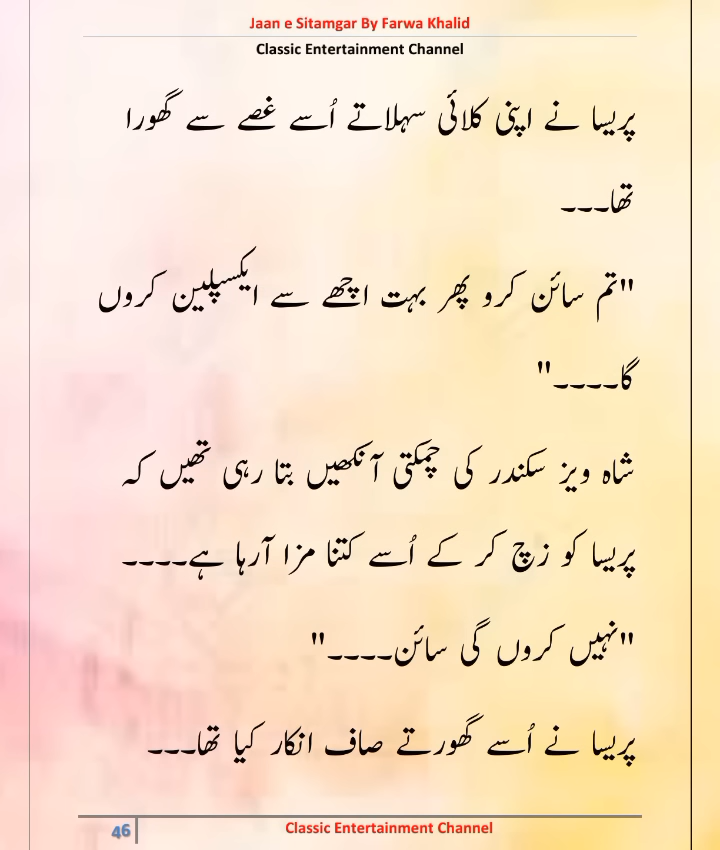 Jaan e Sitamgar By Farwa Khalid
Classic Entertainment Channel
پریسا نے اپنی کلائی سہلاتے اُسے غصے سے گھورا
تھا۔۔۔
"تم سائن کرو پھر بہت اچھے سے ایکسپلین کروں
گا۔۔۔۔"
شاہ ویز سکندر کی چمکتی آنکھیں بتا رہی تھیں کہ
پریسا کو زچ کر کے اُسے کتنا مزا آرہا ہے۔۔۔۔
"نہیں کروں گی سائن۔۔۔۔"
پریسا نے اُسے گھورتے صاف انکار کیا تھا۔۔۔
46
Classic Entertainment Channel